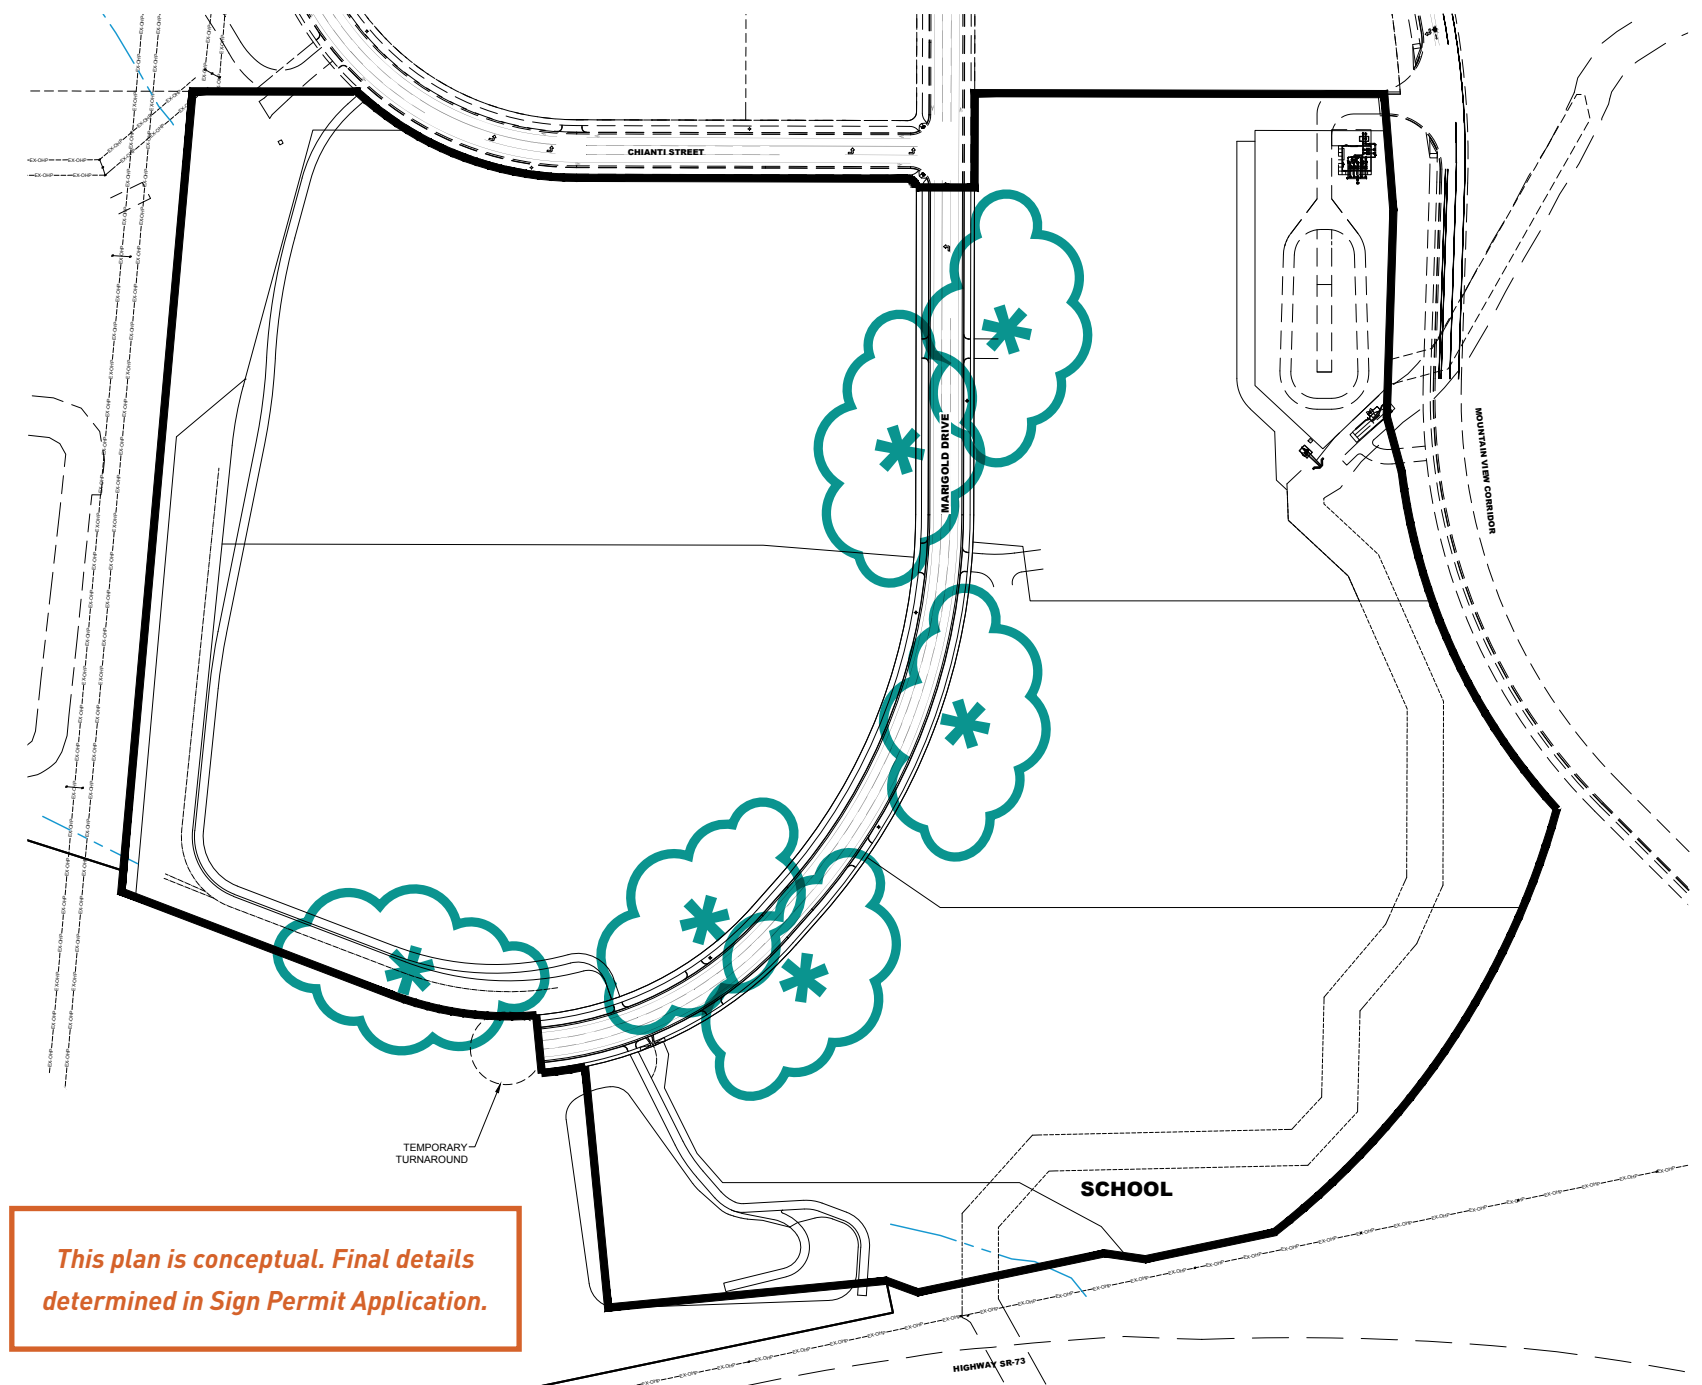 CHIANTI STREET
MARIGOLD DRIVE
MOUNTAIN VIEW CORRIDOR
TEMPORARY
TURNAROUND
SCHOOL
This plan is conceptual. Final details
determined in Sign Permit Application.
HIGHWAY SR-73